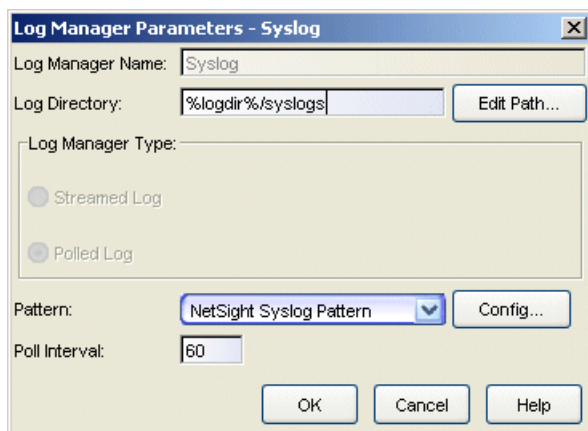 Log Manager Parameters - Syslog
Log Manager Name: Syslog
Log Directory: %logdir%/syslogs Edit Path...
Log Manager Type:
Streamed Log
Polled Log
Pattern: NetSight Syslog Pattern Config...
Poll Interval: 60
OK Cancel Help